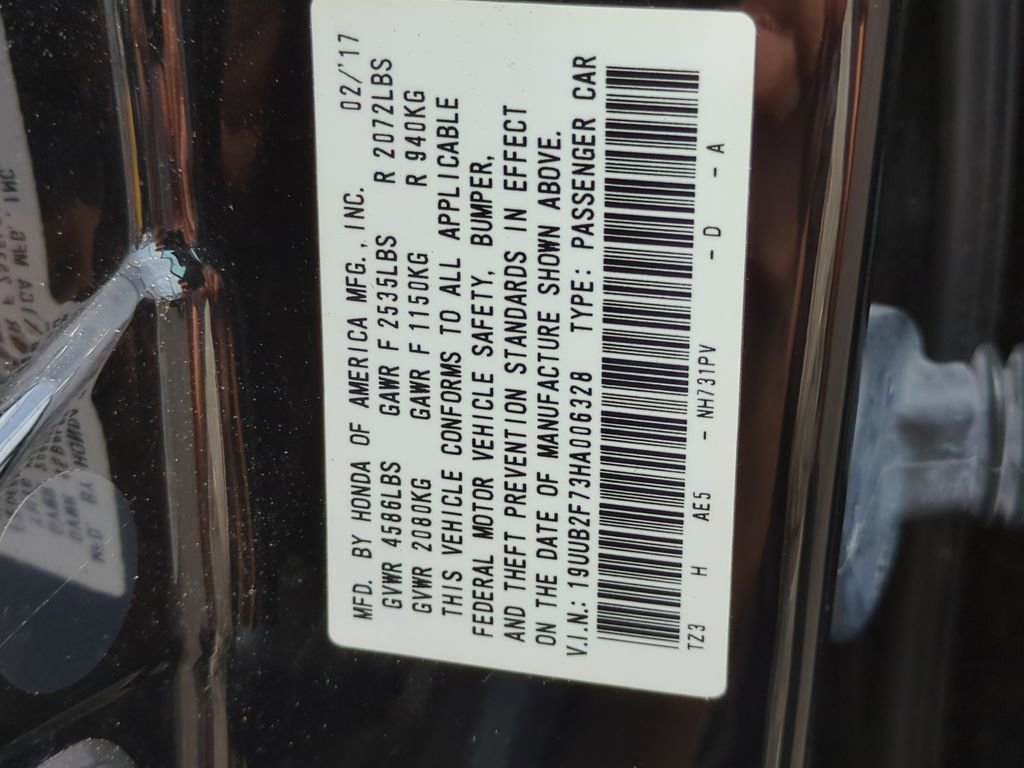 MFD. BY HONDA OF AMERICA MFG., INC. 02/'17
GVWR 4586LBS GAWR F 2535LBS R 2072LBS
GVWR 2080KG GAWR F 1150KG R 940KG
THIS VEHICLE CONFORMS TO ALL APPLICABLE
FEDERAL MOTOR VEHICLE SAFETY, BUMPER,
AND THEFT PREVENTION STANDARDS IN EFFECT
ON THE DATE OF MANUFACTURE SHOWN ABOVE.
V.I.N.: 19UUB2F73HA006328 TYPE: PASSENGER CAR
TZ3 H AE5 - NH731PV - D - A